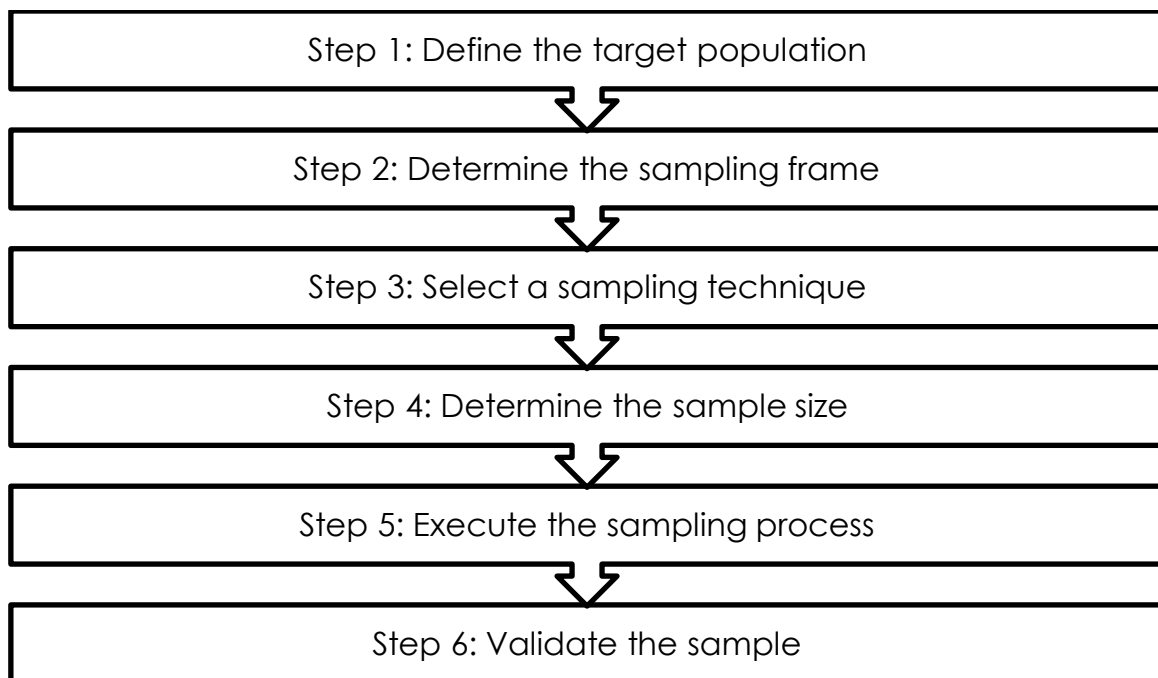 Step 1: Define the target population
Step 2: Determine the sampling frame
Step 3: Select a sampling technique
Step 4: Determine the sample size
Step 5: Execute the sampling process
Step 6: Validate the sample